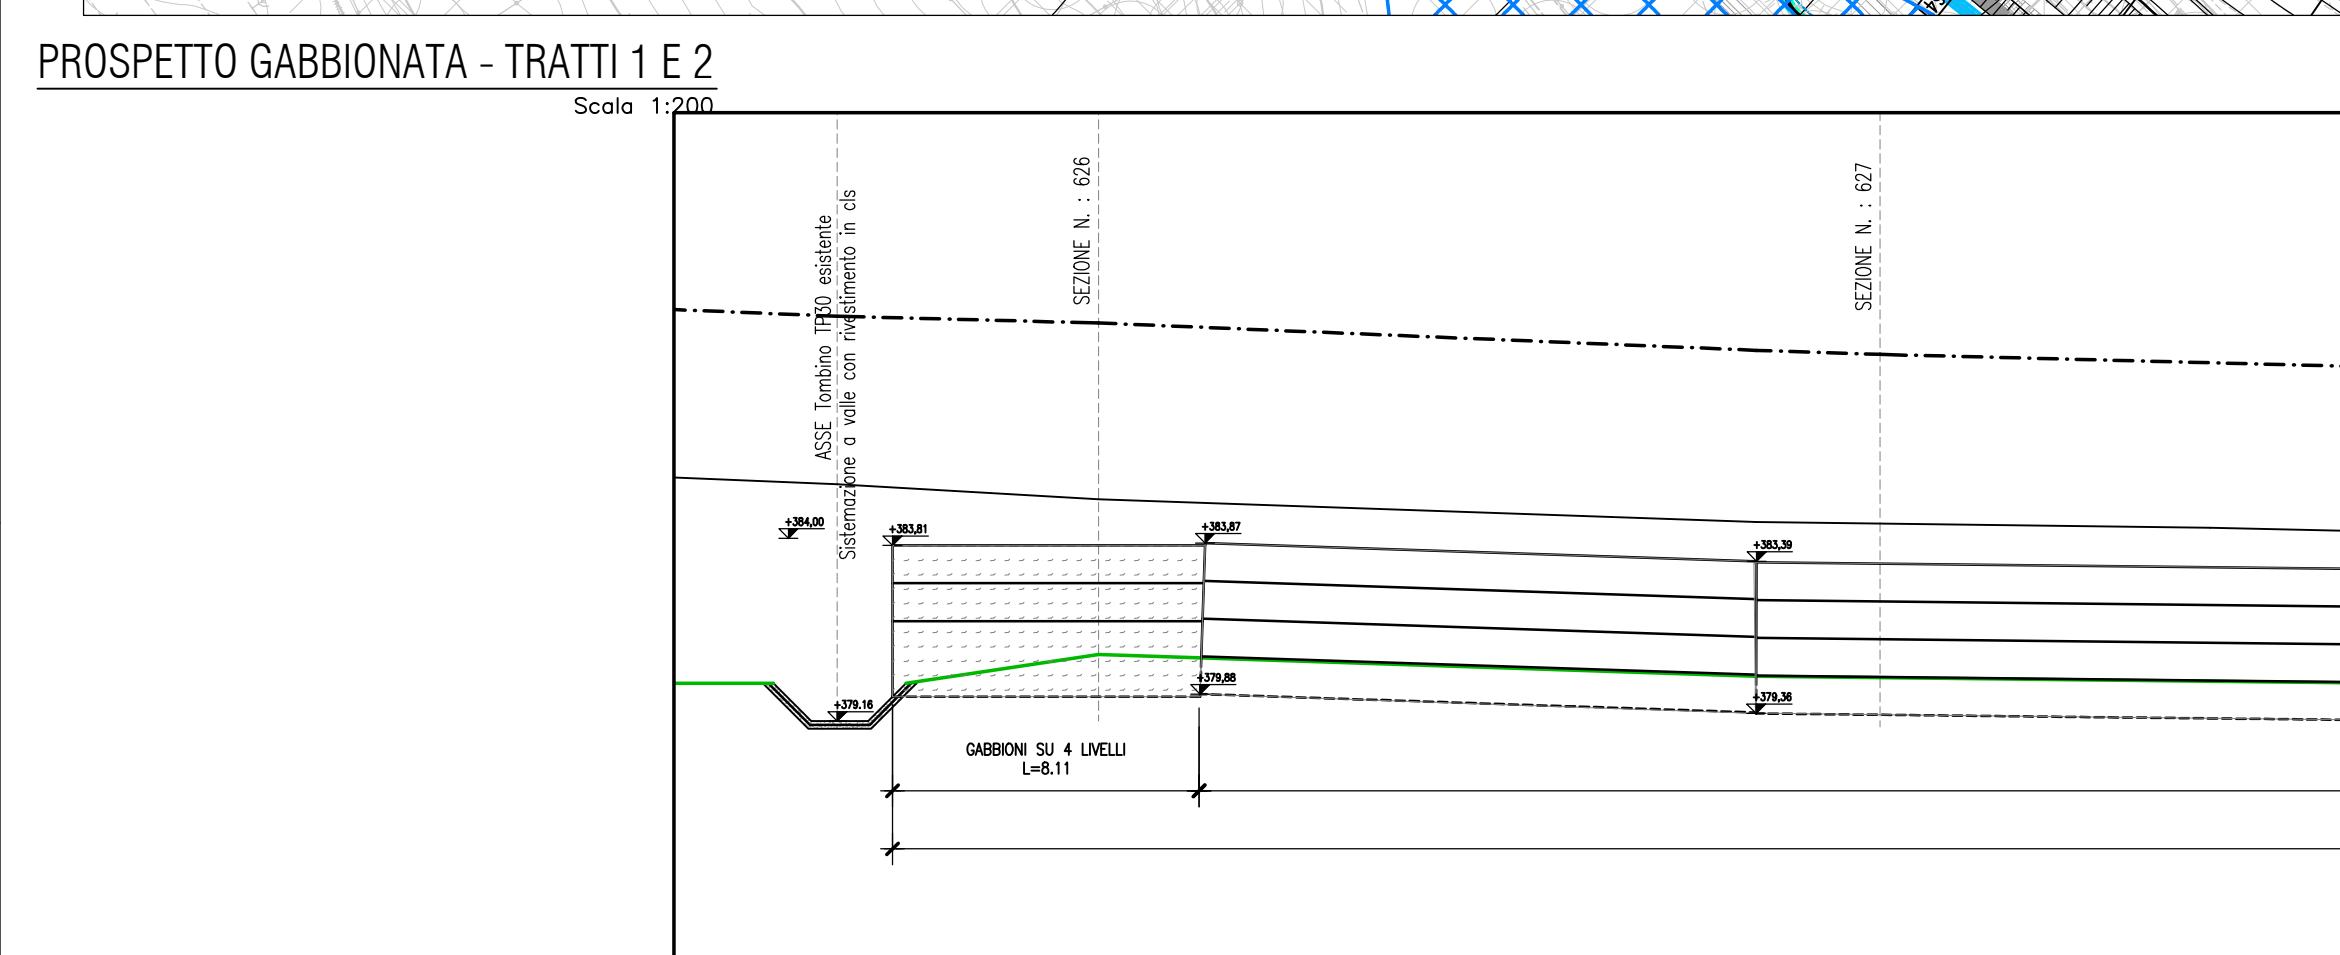 PROSPETTO GABBIONATA - TRATTI 1 E 2
Scala 1:200
ASSE Tombino TP30 esistente
Sistemazione a valle con rivestimento in cls
SEZIONE N. : 626
SEZIONE N. : 627
+384,00
+383,81
+383,87
+383,39
+379.16
+379,88
+379,36
GABBIONI SU 4 LIVELLI
L=8.11